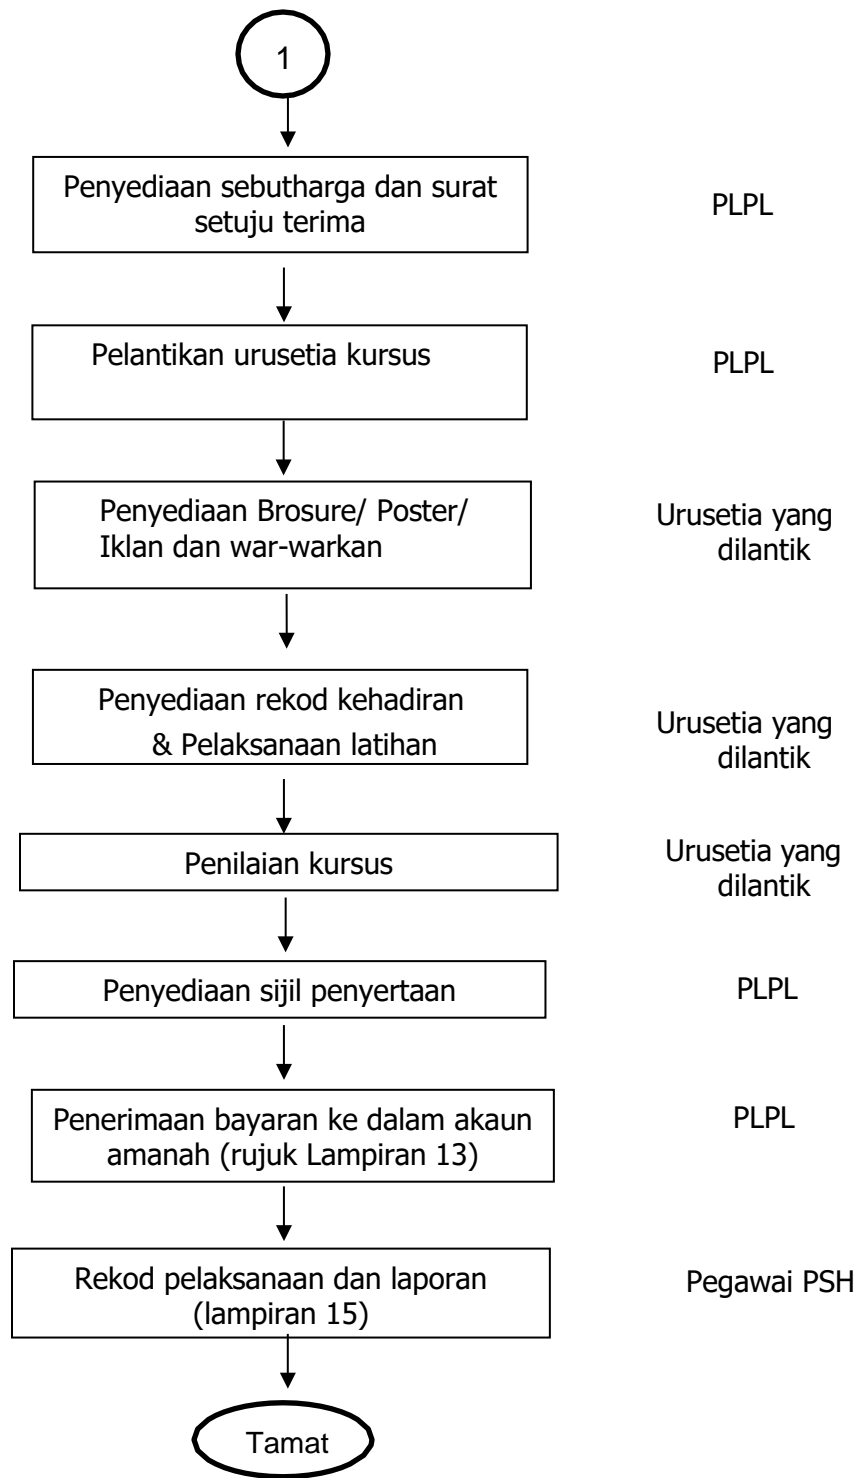 1
Penyediaan sebutharga dan surat
setuju terima
PLPL
Pelantikan urusetia kursus
PLPL
Penyediaan Brosure/ Poster/
Iklan dan war-warkan
Urusetia yang
dilantik
Penyediaan rekod kehadiran
& Pelaksanaan latihan
Urusetia yang
dilantik
Penilaian kursus
Urusetia yang
dilantik
Penyediaan sijil penyertaan
PLPL
Penerimaan bayaran ke dalam akaun
amanah (rujuk Lampiran 13)
PLPL
Rekod pelaksanaan dan laporan
(lampiran 15)
Pegawai PSH
Tamat